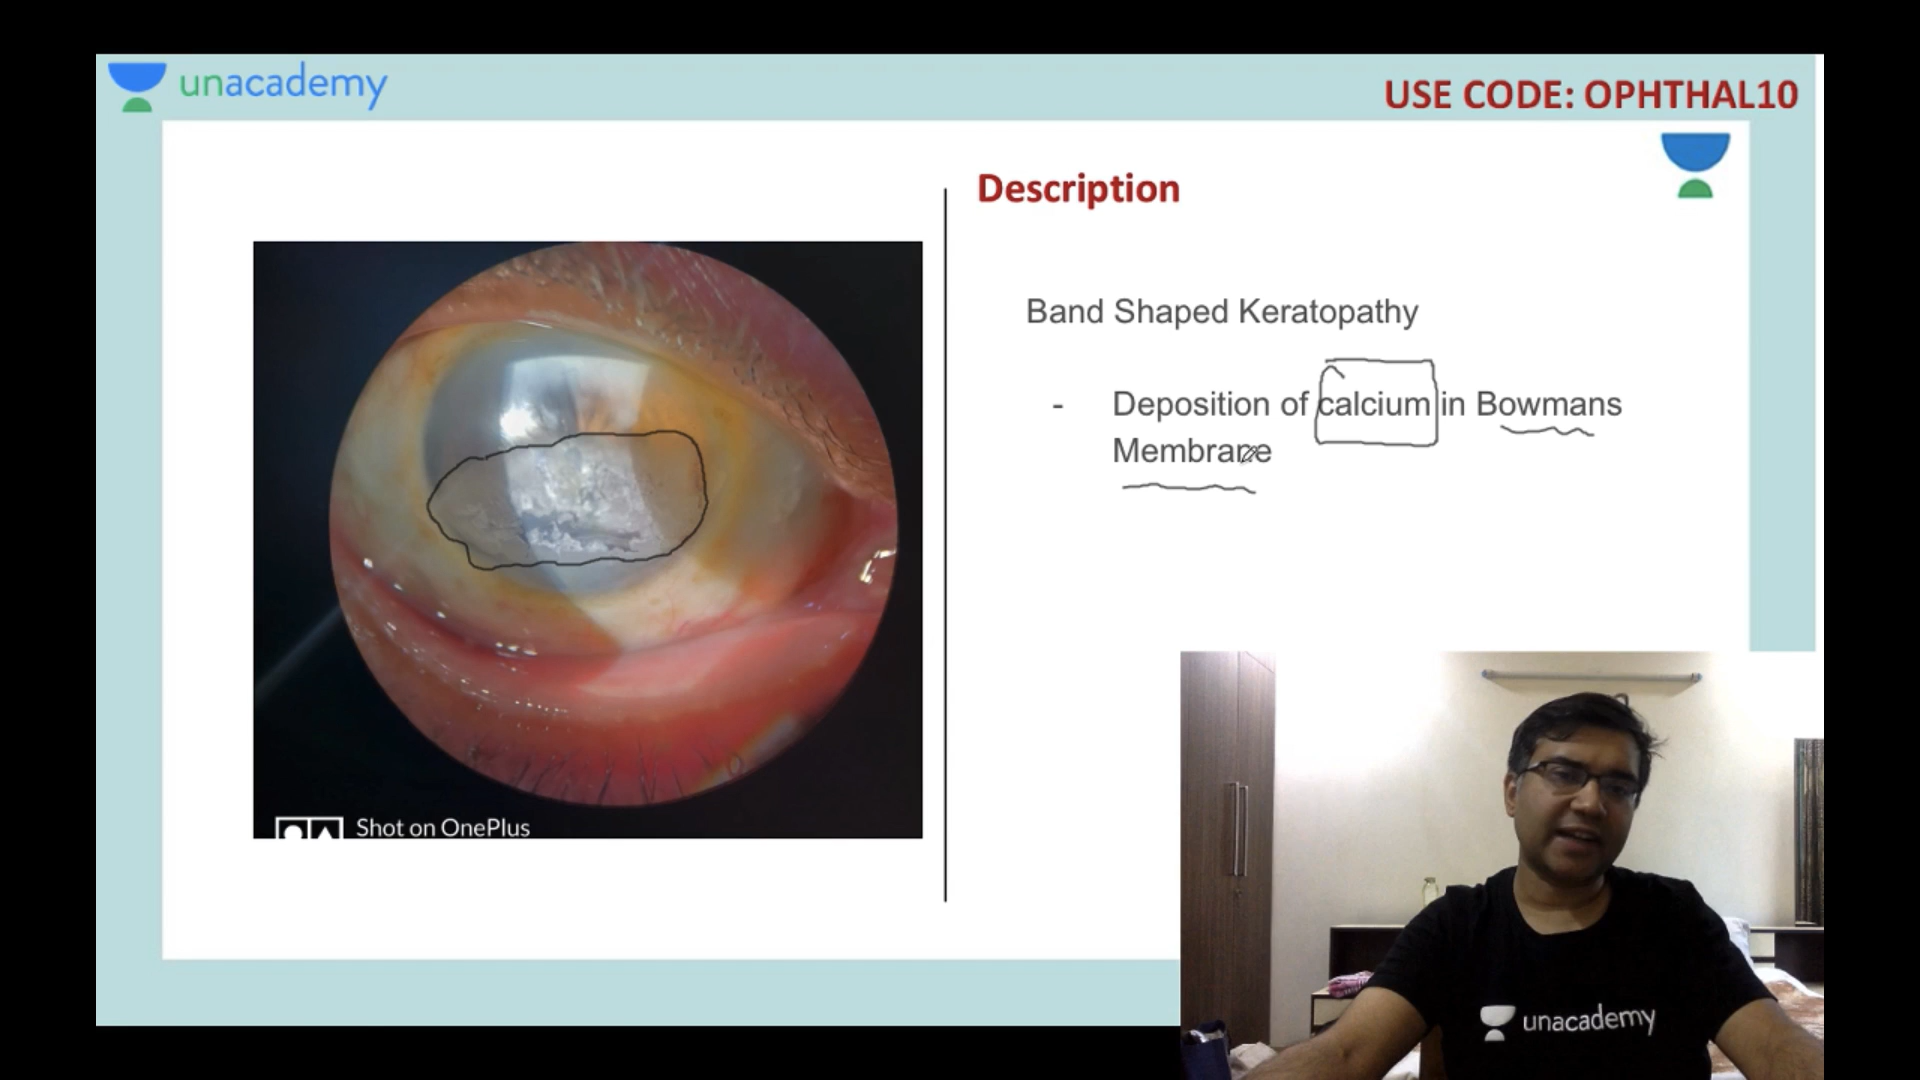 unacademy
USE CODE: OPHTHAL10
Description
Band Shaped Keratopathy
- Deposition of calcium in Bowmans
Membrane
Shot on OnePlus
unacademy